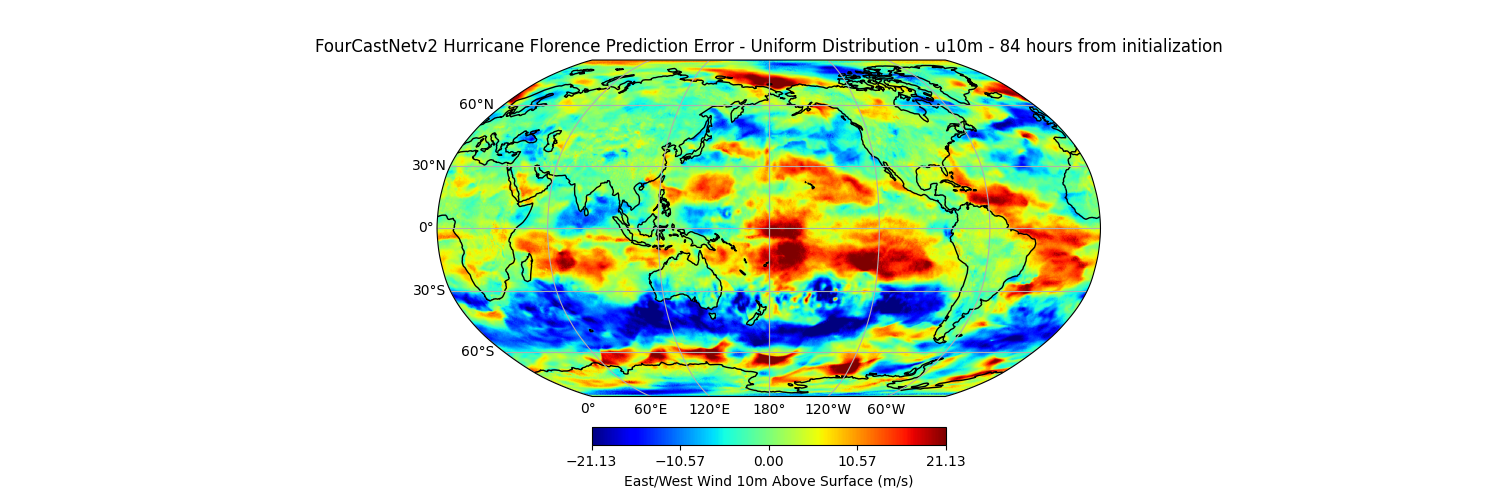 FourCastNetv2 Hurricane Florence Prediction Error - Uniform Distribution - u10m - 84 hours from initialization
60°N
30°N
0°
30°S
60°S
0° 60°E 120°E 180° 120°W 60°W
−21.13 −10.57 0.00 10.57 21.13
East/West Wind 10m Above Surface (m/s)